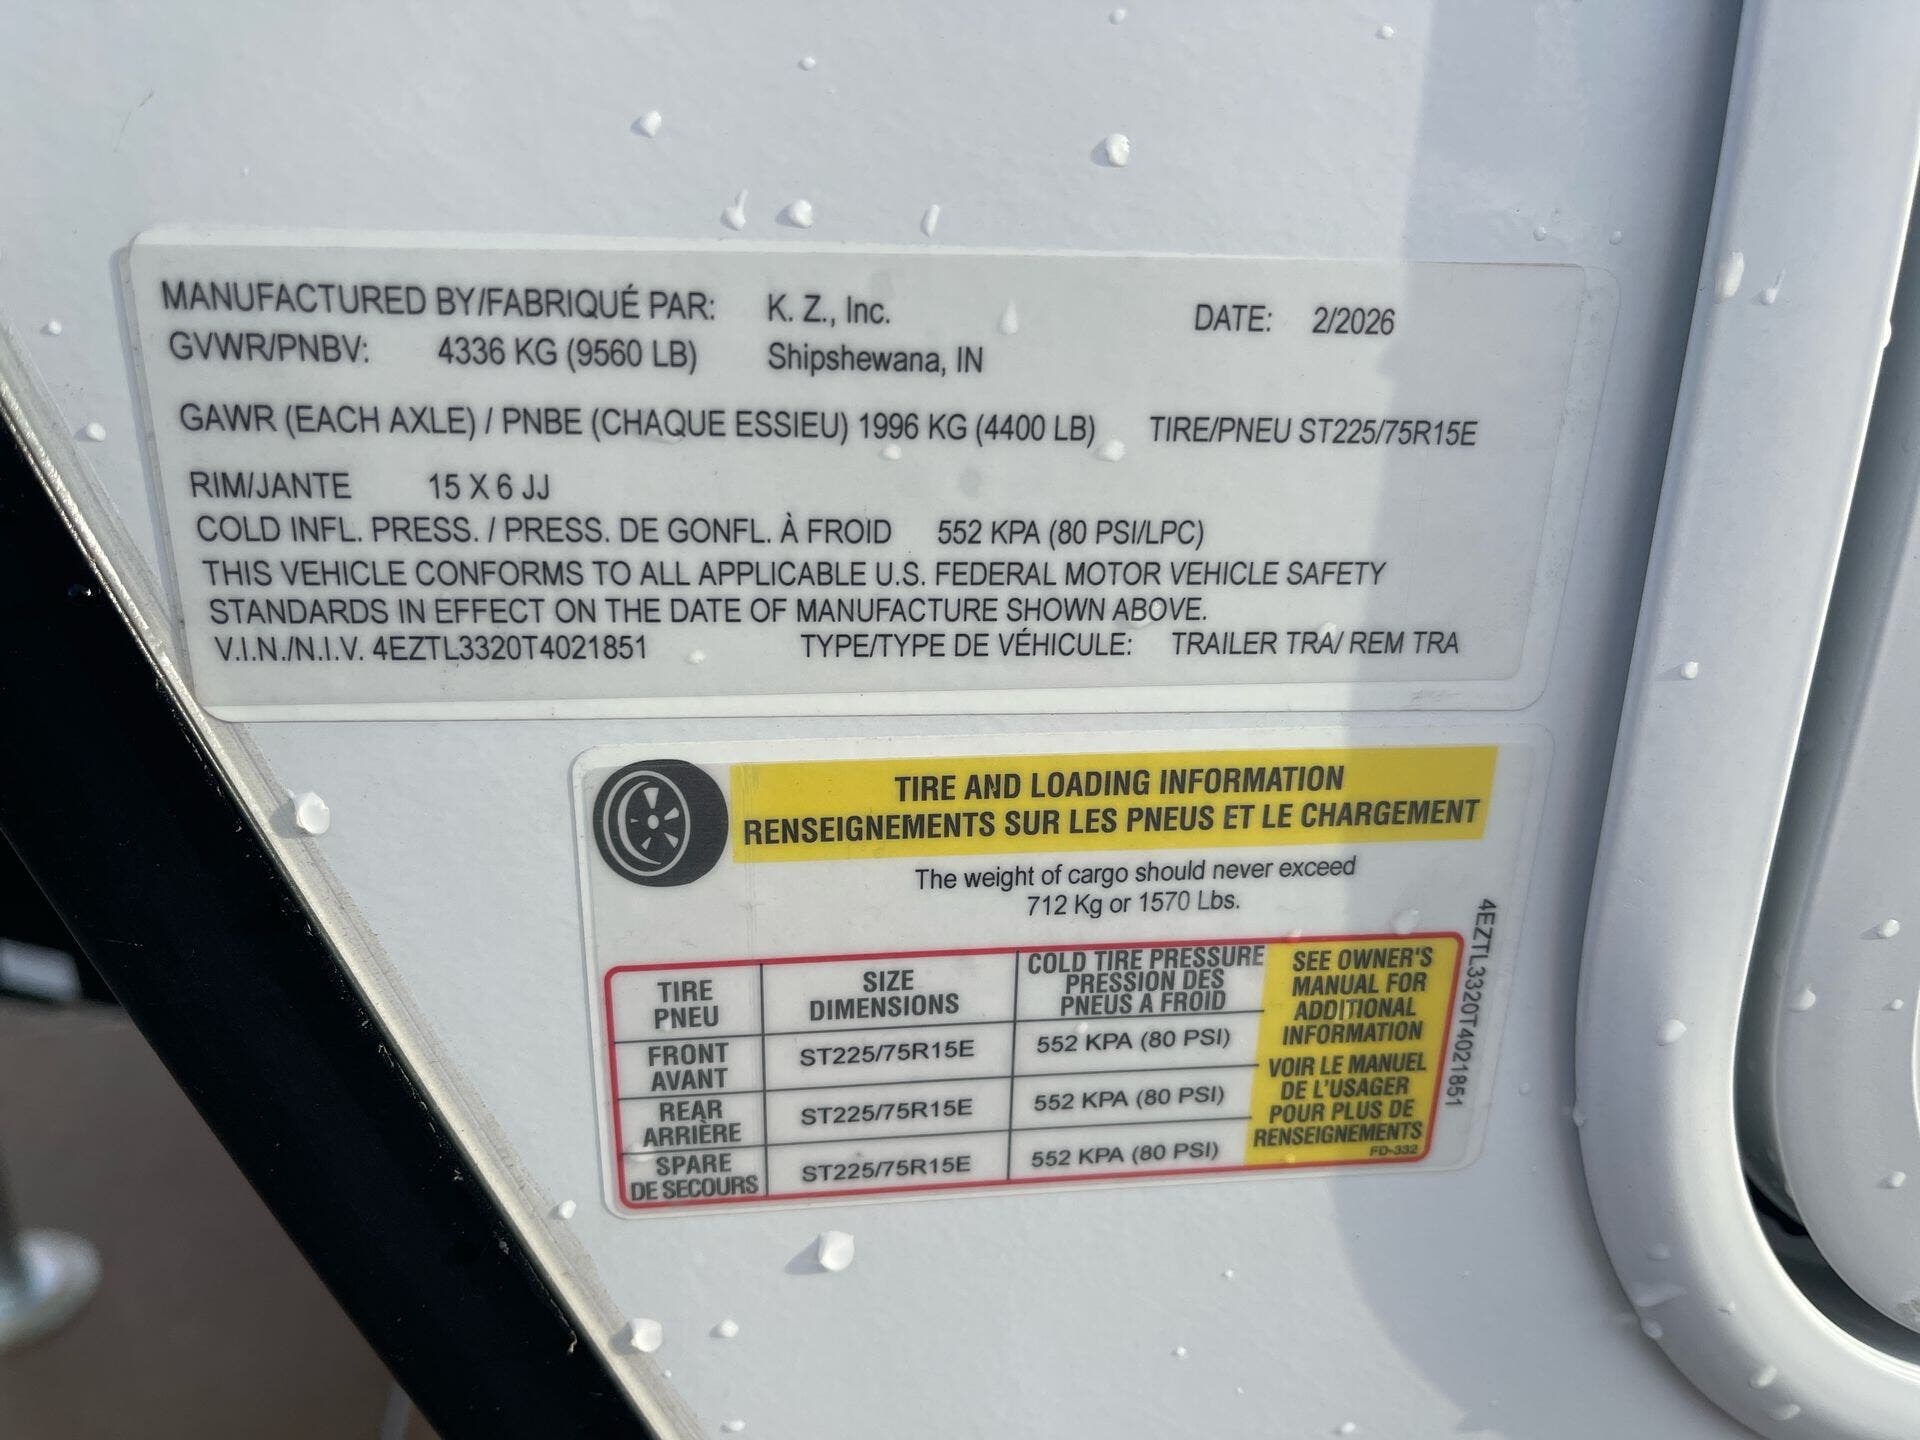 MANUFACTURED BY/FABRIQUÉ PAR: K. Z., Inc. DATE: 2/2026
GVWR/PNBV: 4336 KG (9560 LB) Shipshewana, IN
GAWR (EACH AXLE) / PNBE (CHAQUE ESSIEU) 1996 KG (4400 LB) TIRE/PNEU ST225/75R15E
RIM/JANTE 15 X 6 JJ
COLD INFL. PRESS. / PRESS. DE GONFL. À FROID 552 KPA (80 PSI/LPC)
THIS VEHICLE CONFORMS TO ALL APPLICABLE U.S. FEDERAL MOTOR VEHICLE SAFETY
STANDARDS IN EFFECT ON THE DATE OF MANUFACTURE SHOWN ABOVE.
V.I.N./N.I.V. 4EZTL3320T4021851 TYPE/TYPE DE VÉHICULE: TRAILER TRA/ REM TRA
TIRE AND LOADING INFORMATION
RENSEIGNEMENTS SUR LES PNEUS ET LE CHARGEMENT
The weight of cargo should never exceed
712 Kg or 1570 Lbs.
TIRE
PNEU
SIZE
DIMENSIONS
COLD TIRE PRESSURE
PRESSION DES
PNEUS A FROID
FRONT
AVANT
ST225/75R15E
552 KPA (80 PSI)
REAR
ARRIÈRE
ST225/75R15E
552 KPA (80 PSI)
SPARE
DE SECOURS
ST225/75R15E
552 KPA (80 PSI)
SEE OWNER'S
MANUAL FOR
ADDITIONAL
INFORMATION
VOIR LE MANUEL
DE L'USAGER
POUR PLUS DE
RENSEIGNEMENTS
FD-332
4EZTL3320T4021851